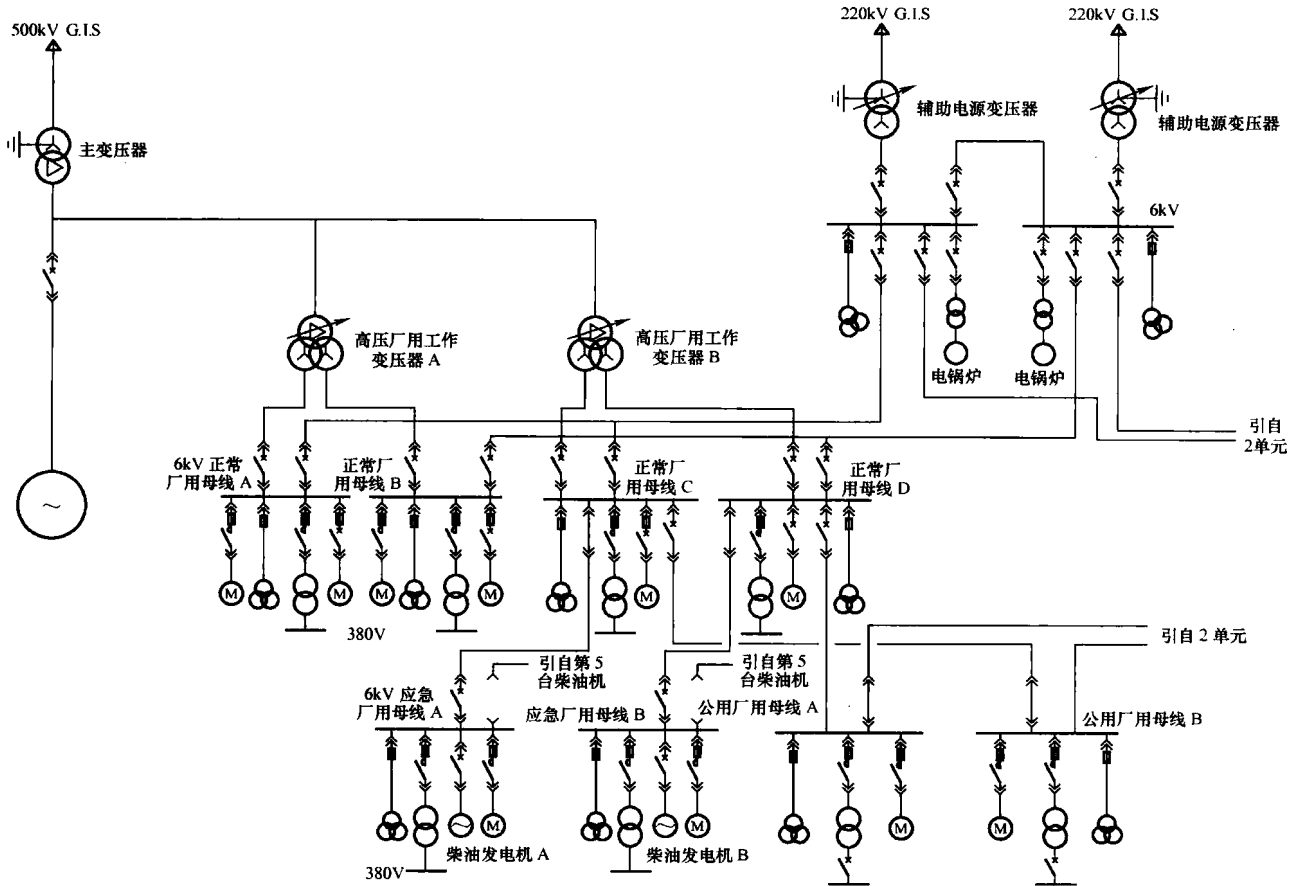 500kV G.I.S
220kV G.I.S
220kV G.I.S
主变压器
辅助电源变压器
辅助电源变压器
6kV
高压厂用工作
变压器 A
高压厂用工作
变压器 B
电锅炉
电锅炉
引自
2单元
6kV 正常
厂用母线 A
正常厂
用母线 B
正常厂
用母线 C
正常厂
用母线 D
~
M
M
M
M
M
M
380V
引自 2 单元
引自第 5
台柴油机
引自第 5
台柴油机
6kV 应急
厂用母线 A
应急厂用母线 B
公用厂用母线 A
公用厂用母线 B
~
M
~
M
M
M
柴油发电机 A
柴油发电机 B
380V